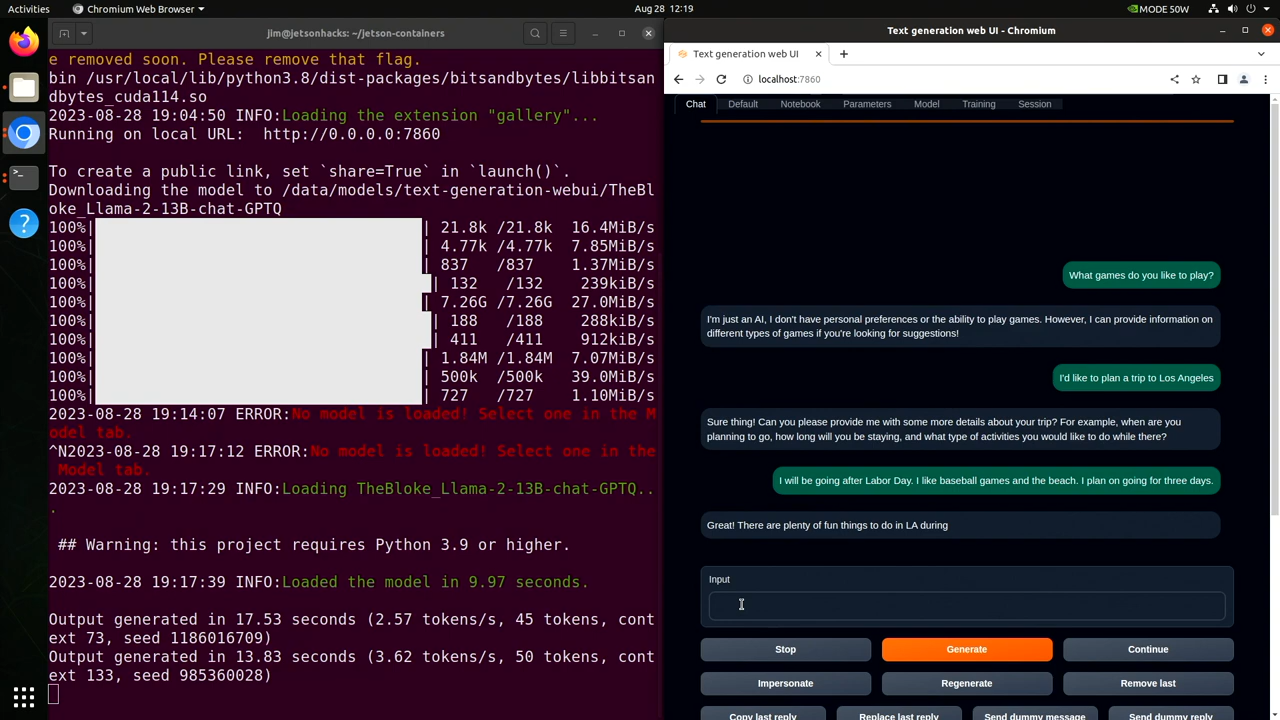 Activities
Chromium Web Browser
Aug 28 12:19
MODE 50W
jim@jetsonhacks: ~/jetson-containers
e removed soon. Please remove that flag.
bin /usr/local/lib/python3.8/dist-packages/bitsandbytes/libbitsan
dbytes_cuda114.so
2023-08-28 19:04:50 INFO:Loading the extension "gallery"...
Running on local URL:  http://0.0.0.0:7860
To create a public link, set `share=True` in `launch()`.
Downloading the model to /data/models/text-generation-webui/TheBl
oke_Llama-2-13B-chat-GPTQ
100%| | 21.8k /21.8k  16.4MiB/s
100%| | 4.77k /4.77k  7.85MiB/s
100%| | 837   /837   1.37MiB/s
100%| | 132   /132    239kiB/s
100%| | 7.26G /7.26G  27.0MiB/s
100%| | 188   /188    288kiB/s
100%| | 411   /411    912kiB/s
100%| | 1.84M /1.84M  7.07MiB/s
100%| | 500k  /500k   39.0MiB/s
100%| | 727   /727   1.10MiB/s
2023-08-28 19:14:07 ERROR:No model is loaded! Select one in the M
odel tab.
^N2023-08-28 19:17:12 ERROR:No model is loaded! Select one in the
 Model tab.
2023-08-28 19:17:29 INFO:Loading TheBloke_Llama-2-13B-chat-GPTQ..
.
## Warning: this project requires Python 3.9 or higher.
2023-08-28 19:17:39 INFO:Loaded the model in 9.97 seconds.
Output generated in 17.53 seconds (2.57 tokens/s, 45 tokens, cont
ext 73, seed 1186016709)
Output generated in 13.83 seconds (3.62 tokens/s, 50 tokens, cont
ext 133, seed 985360028)
Text generation web UI - Chromium
Text generation web UI
localhost:7860
Chat
Default
Notebook
Parameters
Model
Training
Session
What games do you like to play?
I'm just an AI, I don't have personal preferences or the ability to play games. However, I can provide information on
different types of games if you're looking for suggestions!
I'd like to plan a trip to Los Angeles
Sure thing! Can you please provide me with some more details about your trip? For example, when are you
planning to go, how long will you be staying, and what type of activities you would like to do while there?
I will be going after Labor Day. I like baseball games and the beach. I plan on going for three days.
Great! There are plenty of fun things to do in LA during
Input
Stop
Generate
Continue
Impersonate
Regenerate
Remove last
Copy last reply
Replace last reply
Send dummy message
Send dummy reply